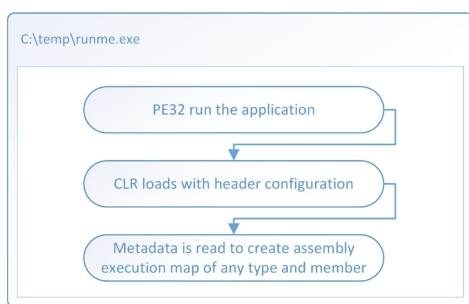 C:\temp\runme.exe
PE32 run the application
CLR loads with header configuration
Metadata is read to create assembly
execution map of any type and member